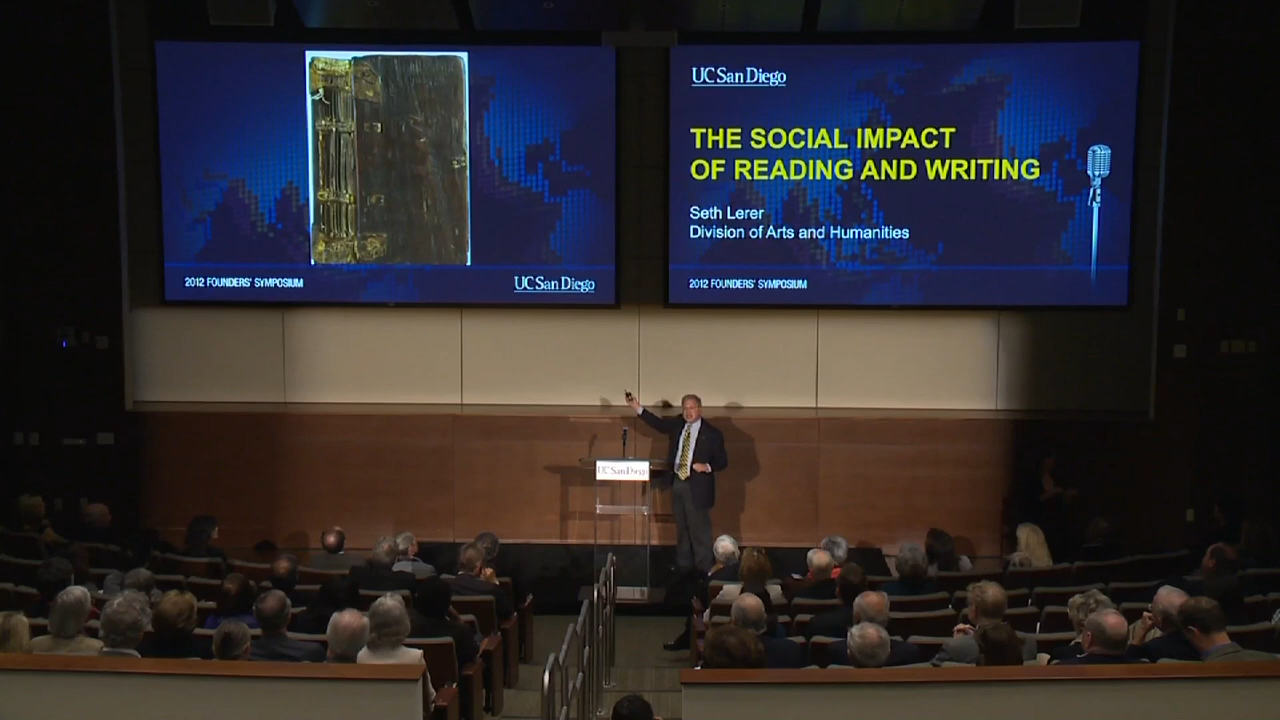 2012 FOUNDERS' SYMPOSIUM
UC San Diego
UC San Diego
THE SOCIAL IMPACT
OF READING AND WRITING
Seth Lerer
Division of Arts and Humanities
2012 FOUNDERS' SYMPOSIUM
UC San Diego